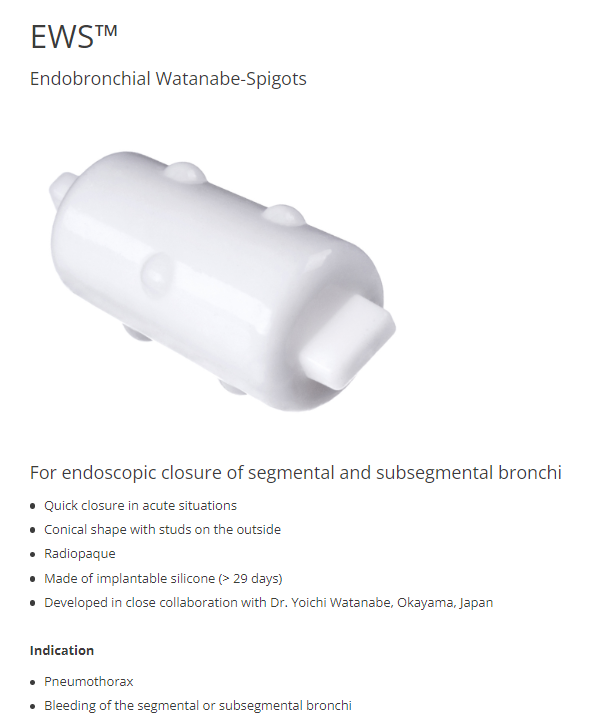 EWS™
Endobronchial Watanabe-Spigots
For endoscopic closure of segmental and subsegmental bronchi
• Quick closure in acute situations
• Conical shape with studs on the outside
• Radiopaque
• Made of implantable silicone (> 29 days)
• Developed in close collaboration with Dr. Yoichi Watanabe, Okayama, Japan
Indication
• Pneumothorax
• Bleeding of the segmental or subsegmental bronchi